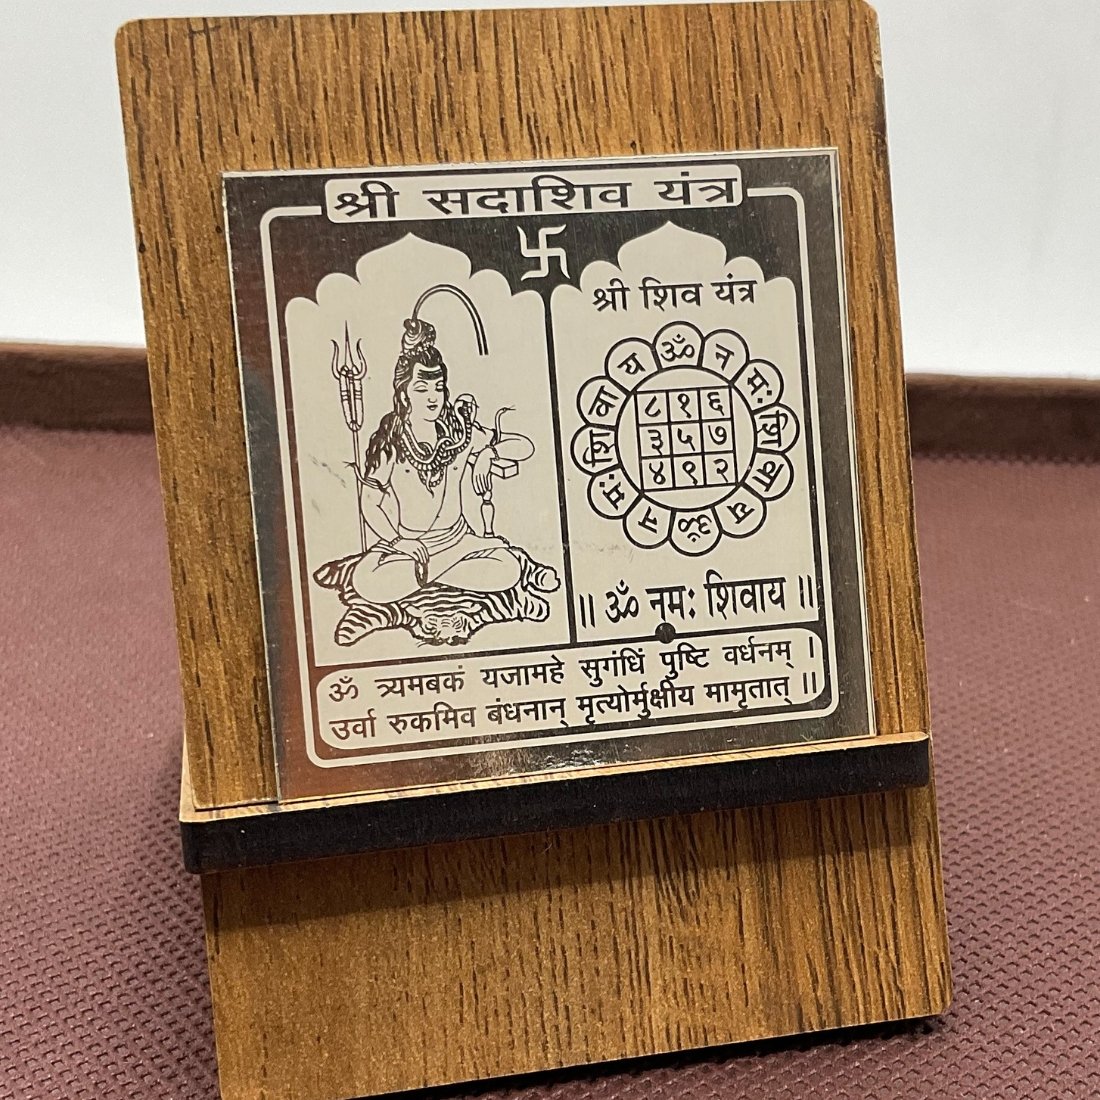 श्री सदाशिव यंत्र
श्री शिव यंत्र
ॐ न मः शि वा य ॐ न मः शि वा य
८ १ ६
३ ५ ७
४ ९ २
॥ ॐ नमः शिवाय ॥
ॐ त्र्यमबकं यजामहे सुगंधिं पुष्टि वर्धनम् ।
उर्वा रुकमिव बंधनान् मृत्योर्मुक्षीय मामृतात् ॥